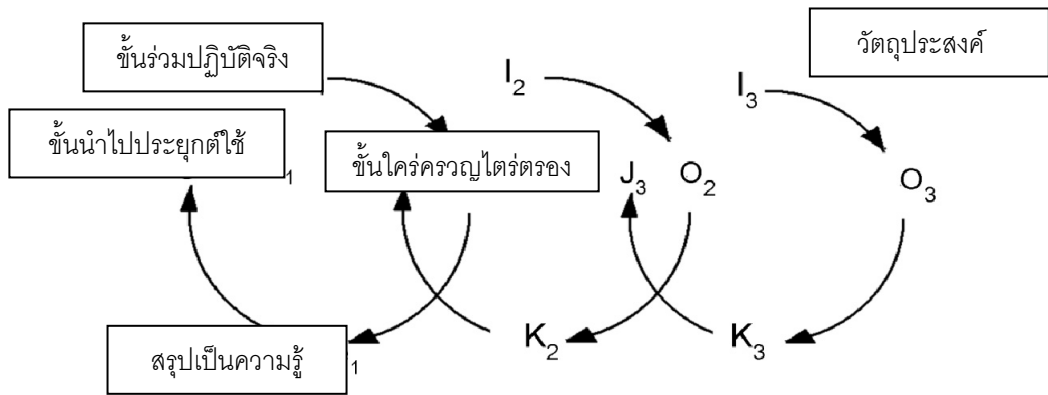 ขั้นร่วมปฏิบัติจริง
I2
I3
วัตถุประสงค์
ขั้นนำไปประยุกต์ใช้
1
ขั้นใคร่ครวญไตร่ตรอง
J3
O2
O3
สรุปเป็นความรู้
1
K2
K3